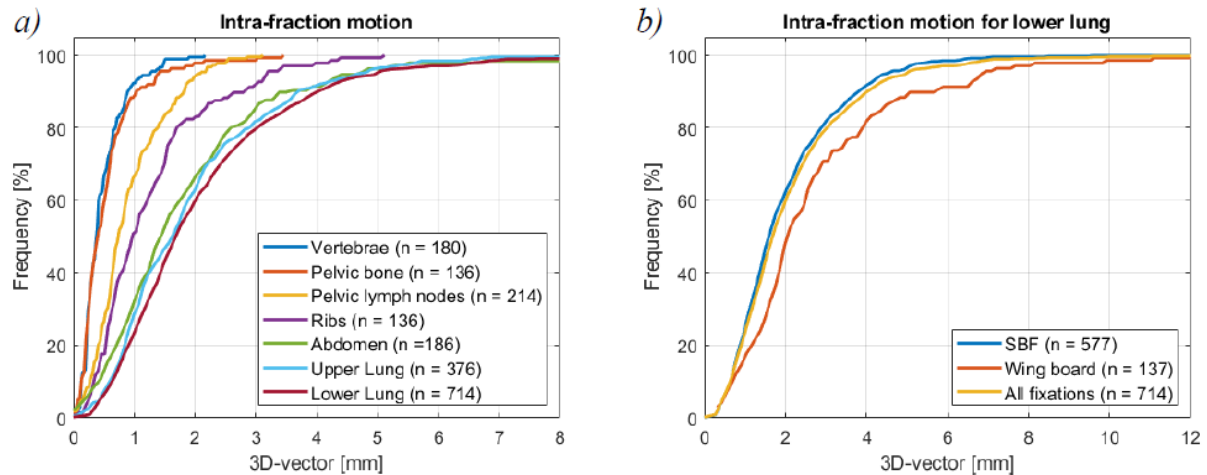 a)
Intra-fraction motion
100
80
60
40
20
0
Frequency [%]
0 1 2 3 4 5 6 7 8
3D-vector [mm]
Vertebrae (n = 180)
Pelvic bone (n = 136)
Pelvic lymph nodes (n = 214)
Ribs (n = 136)
Abdomen (n =186)
Upper Lung (n = 376)
Lower Lung (n = 714)
b)
Intra-fraction motion for lower lung
100
80
60
40
20
0
Frequency [%]
0 2 4 6 8 10 12
3D-vector [mm]
SBF (n = 577)
Wing board (n = 137)
All fixations (n = 714)